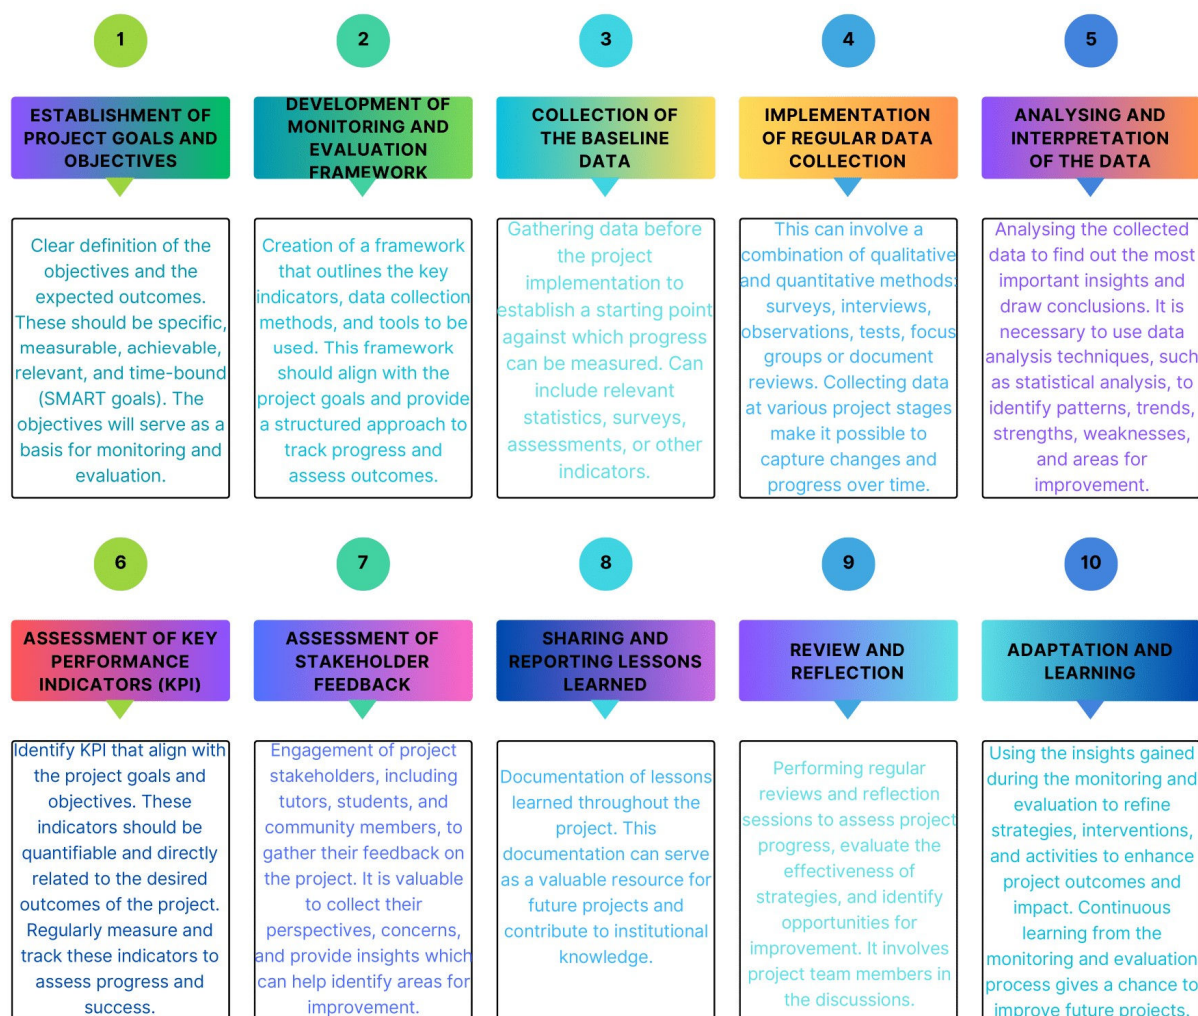 1
ESTABLISHMENT OF
PROJECT GOALS AND
OBJECTIVES
Clear definition of the
objectives and the
expected outcomes.
These should be specific,
measurable, achievable,
relevant, and time-bound
(SMART goals). The
objectives will serve as a
basis for monitoring and
evaluation.
2
DEVELOPMENT OF
MONITORING AND
EVALUATION
FRAMEWORK
Creation of a framework
that outlines the key
indicators, data collection
methods, and tools to be
used. This framework
should align with the
project goals and provide
a structured approach to
track progress and
assess outcomes.
3
COLLECTION OF
THE BASELINE
DATA
Gathering data before
the project
implementation to
establish a starting point
against which progress
can be measured. Can
include relevant
statistics, surveys,
assessments, or other
indicators.
4
IMPLEMENTATION
OF REGULAR DATA
COLLECTION
This can involve a
combination of qualitative
and quantitative methods:
surveys, interviews,
observations, tests, focus
groups or document
reviews. Collecting data
at various project stages
make it possible to
capture changes and
progress over time.
5
ANALYSING AND
INTERPRETATION
OF THE DATA
Analysing the collected
data to find out the most
important insights and
draw conclusions. It is
necessary to use data
analysis techniques, such
as statistical analysis, to
identify patterns, trends,
strengths, weaknesses,
and areas for
improvement.
6
ASSESSMENT OF KEY
PERFORMANCE
INDICATORS (KPI)
Identify KPI that align with
the project goals and
objectives. These
indicators should be
quantifiable and directly
related to the desired
outcomes of the project.
Regularly measure and
track these indicators to
assess progress and
success.
7
ASSESSMENT OF
STAKEHOLDER
FEEDBACK
Engagement of project
stakeholders, including
tutors, students, and
community members, to
gather their feedback on
the project. It is valuable
to collect their
perspectives, concerns,
and provide insights which
can help identify areas for
improvement.
8
SHARING AND
REPORTING LESSONS
LEARNED
Documentation of lessons
learned throughout the
project. This
documentation can serve
as a valuable resource for
future projects and
contribute to institutional
knowledge.
9
REVIEW AND
REFLECTION
Performing regular
reviews and reflection
sessions to assess project
progress, evaluate the
effectiveness of
strategies, and identify
opportunities for
improvement. It involves
project team members in
the discussions.
10
ADAPTATION AND
LEARNING
Using the insights gained
during the monitoring and
evaluation to refine
strategies, interventions,
and activities to enhance
project outcomes and
impact. Continuous
learning from the
monitoring and evaluation
process gives a chance to
improve future projects.